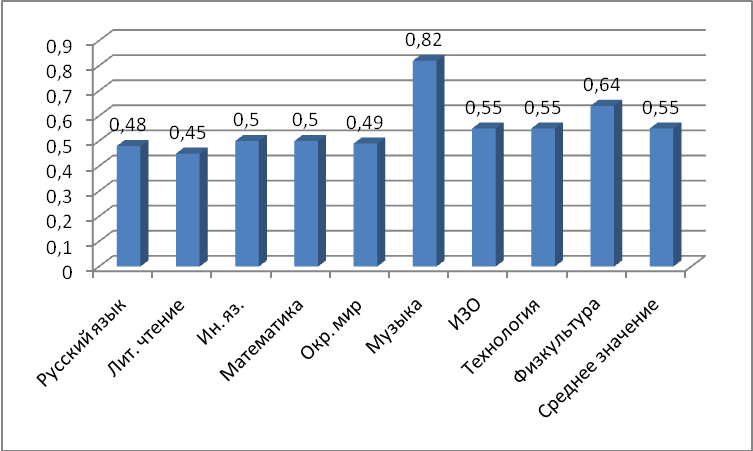 0,9
0,8
0,7
0,6
0,5
0,4
0,3
0,2
0,1
0
0,48
0,45
0,5
0,5
0,49
0,82
0,55
0,55
0,64
0,55
Русский язык
Лит. чтение
Ин. яз.
Математика
Окр. мир
Музыка
ИЗО
Технология
Физкультура
Среднее значение